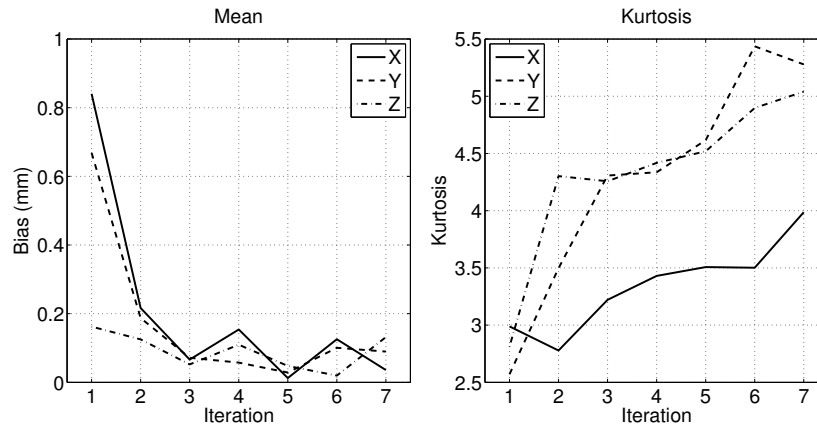 Mean
Bias (mm)
1
0.8
0.6
0.4
0.2
0
X
Y
Z
1 2 3 4 5 6 7
Iteration
Kurtosis
Kurtosis
5.5
5
4.5
4
3.5
3
2.5
X
Y
Z
1 2 3 4 5 6 7
Iteration